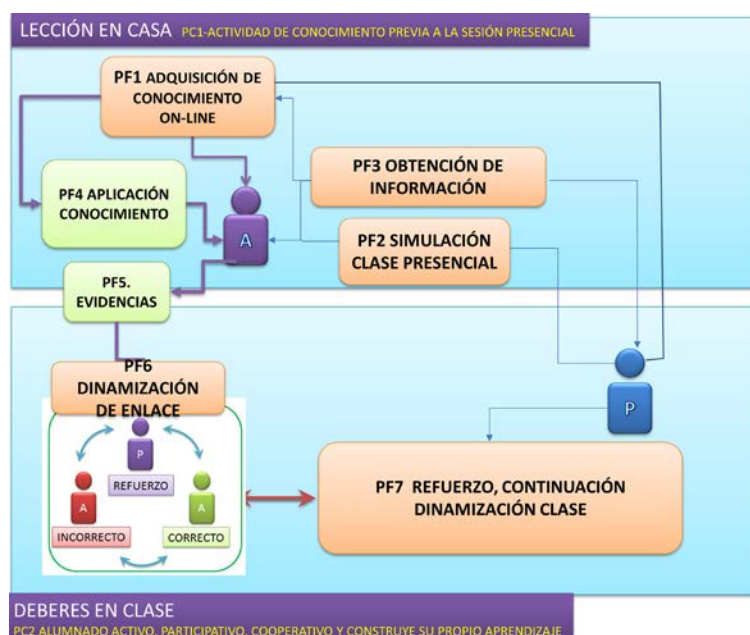 LECCIÓN EN CASA PC1-ACTIVIDAD DE CONOCIMIENTO PREVIA A LA SESIÓN PRESENCIAL
PF1 ADQUISICIÓN DE
CONOCIMIENTO
ON-LINE
PF3 OBTENCIÓN DE
INFORMACIÓN
PF4 APLICACIÓN
CONOCIMIENTO
A
PF2 SIMULACIÓN
CLASE PRESENCIAL
PF5.
EVIDENCIAS
PF6
DINAMIZACIÓN
DE ENLACE
P
P
REFUERZO
A
A
INCORRECTO
CORRECTO
PF7 REFUERZO, CONTINUACIÓN
DINAMIZACIÓN CLASE
DEBERES EN CLASE
PC2 ALUMNADO ACTIVO, PARTICIPATIVO, COOPERATIVO Y CONSTRUYE SU PROPIO APRENDIZAJE